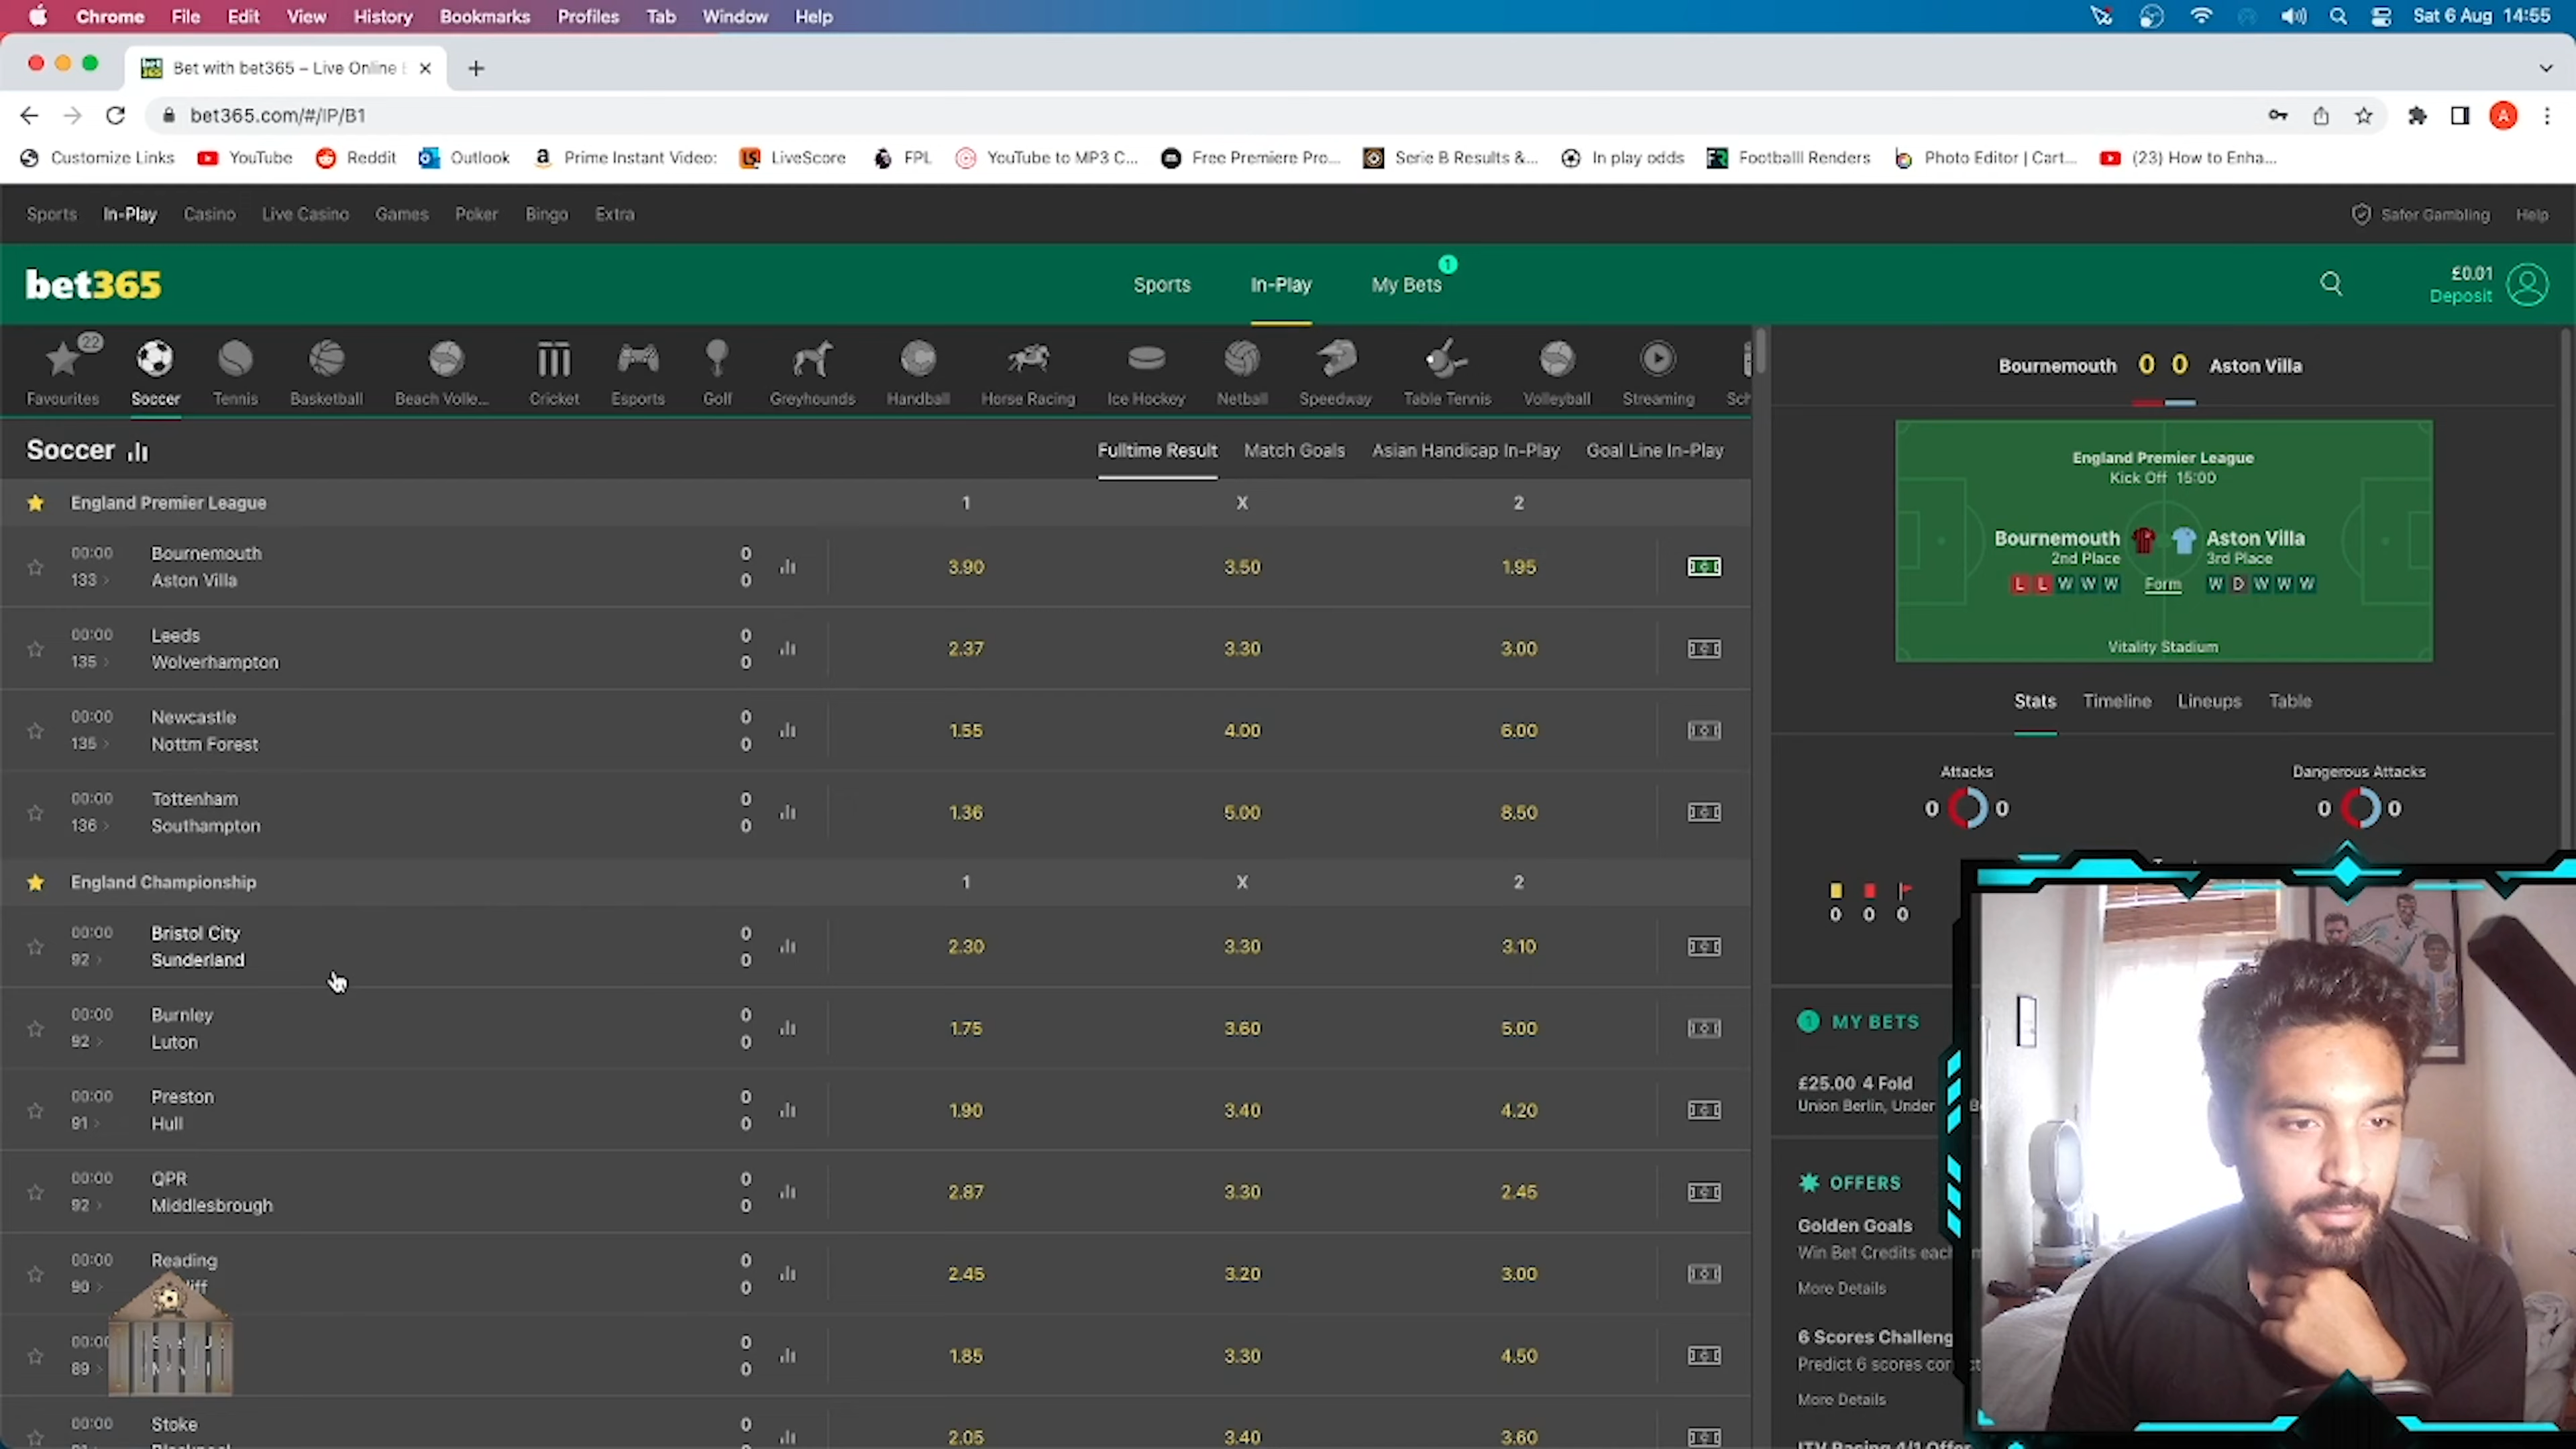 Chrome File Edit View History Bookmarks Profiles Tab Window Help
Sat 6 Aug 14:55
Bet with bet365 – Live Online
bet365.com/#/IP/B1
A
Customize Links YouTube Reddit Outlook Prime Instant Video: LiveScore FPL YouTube to MP3 C... Free Premiere Pro... Serie B Results &... In play odds Footballl Renders Photo Editor | Cart... (23) How to Enha...
Sports In-Play Casino Live Casino Games Poker Bingo Extra
Safer Gambling Help
bet365
Sports In-Play My Bets 1
£0.01
Deposit
22
Favourites Soccer Tennis Basketball Beach Volle... Cricket Esports Golf Greyhounds Handball Horse Racing Ice Hockey Netball Speedway Table Tennis Volleyball Streaming
Soccer
Fulltime Result Match Goals Asian Handicap In-Play Goal Line In-Play
England Premier League 1 X 2
00:00 Bournemouth 0
133 > Aston Villa 0
3.90 3.50 1.95
00:00 Leeds 0
135 > Wolverhampton 0
2.37 3.30 3.00
00:00 Newcastle 0
135 > Nottm Forest 0
1.55 4.00 6.00
00:00 Tottenham 0
136 > Southampton 0
1.36 5.00 8.50
England Championship 1 X 2
00:00 Bristol City 0
92 > Sunderland 0
2.30 3.30 3.10
00:00 Burnley 0
92 > Luton 0
1.75 3.60 5.00
00:00 Preston 0
91 > Hull 0
1.90 3.40 4.20
00:00 QPR 0
92 > Middlesbrough 0
2.87 3.30 2.45
00:00 Reading 0
90 > 0
2.45 3.20 3.00
0
89 > 0
1.85 3.30 4.50
00:00 Stoke 0
2.05 3.40 3.60
Bournemouth 0 0 Aston Villa
England Premier League
Kick Off 15:00
Bournemouth Aston Villa
2nd Place 3rd Place
L L W W W Form W D W W W
Vitality Stadium
Stats Timeline Lineups Table
Attacks Dangerous Attacks
0 0 0 0
0 0 0
1 MY BETS
£25.00 4 Fold
Union Berlin, Under
OFFERS
Golden Goals
Win Bet Credits each
More Details
6 Scores
Predict 6 scores
More Details